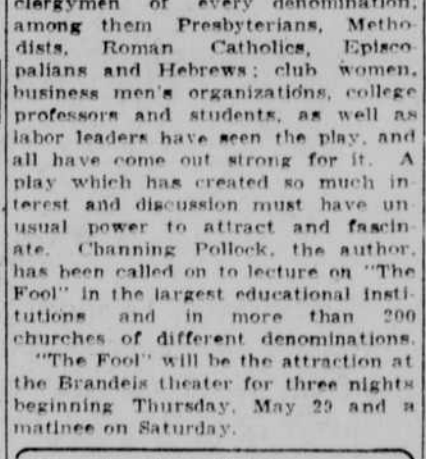 clergymen of every denomination,
among them Presbyterians, Metho-
dists, Roman Catholics, Episco-
palians and Hebrews; club women,
business men's organizations, college
professors and students, as well as
labor leaders have seen the play, and
all have come out strong for it. A
play which has created so much in-
terest and discussion must have un-
usual power to attract and fascin-
ate. Channing Pollock, the author,
has been called on to lecture on "The
Fool" in the largest educational insti-
tutions and in more than 200
churches of different denominations.
"The Fool" will be the attraction at
the Brandeis theater for three nights
beginning Thursday, May 29 and a
matinee on Saturday.